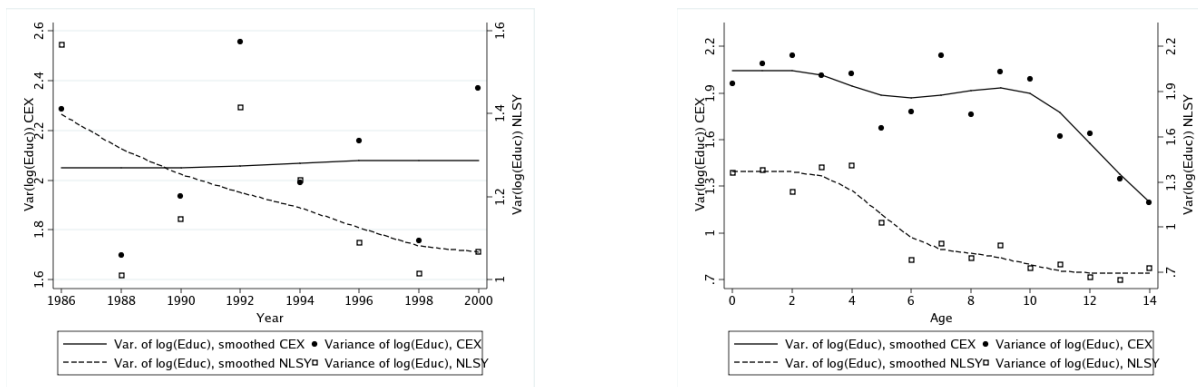 Var(log(Educ)) CEX
2.6
2.4
2.2
2
1.8
1.6
Var(log(Educ)) NLSY
1.6
1.4
1.2
1
1986 1988 1990 1992 1994 1996 1998 2000
Year
Var. of log(Educ), smoothed CEX Variance of log(Educ), CEX
Var. of log(Educ), smoothed NLSY Variance of log(Educ), NLSY
Var(log(Educ)) CEX
2.2
1.9
1.6
1.3
1
.7
Var(log(Educ)) NLSY
2.2
1.9
1.6
1.3
1
.7
0 2 4 6 8 10 12 14
Age
Var. of log(Educ), smoothed CEX Variance of log(Educ), CEX
Var. of log(Educ), smoothed NLSY Variance of log(Educ), NLSY